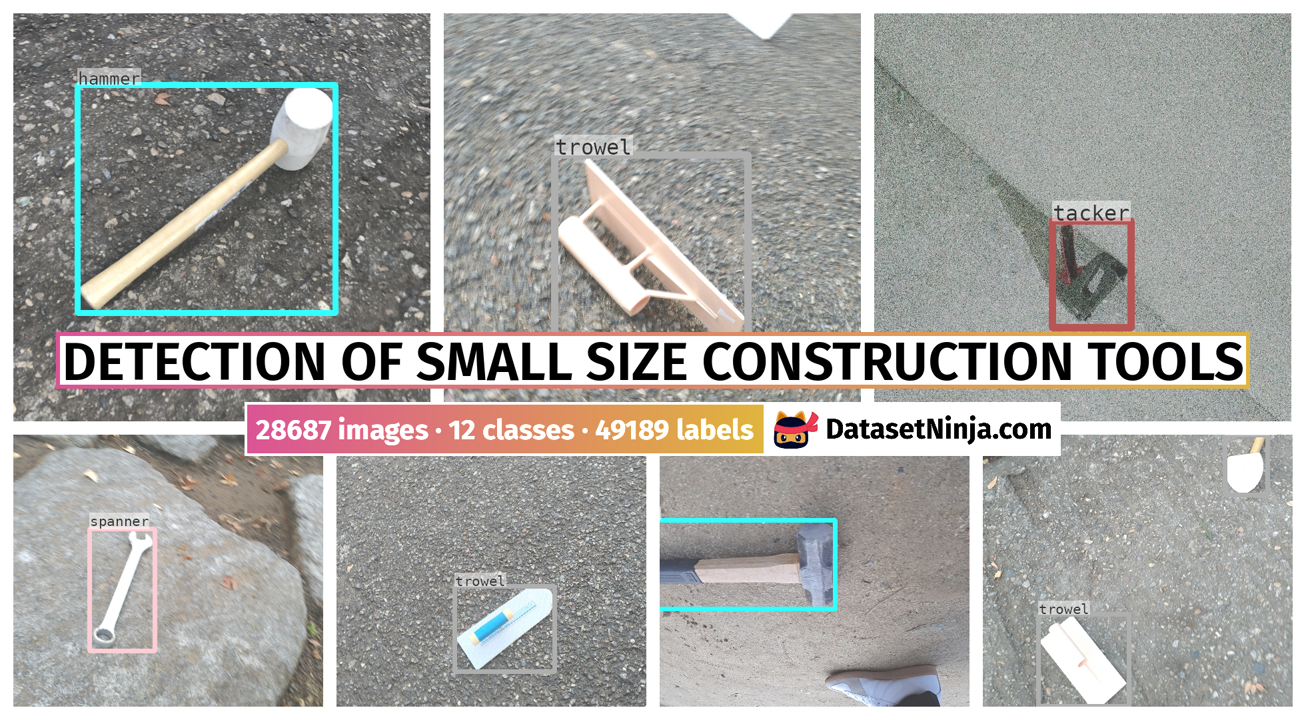 hammer
trowel
tacker
DETECTION OF SMALL SIZE CONSTRUCTION TOOLS
28687 images · 12 classes · 49189 labels
DatasetNinja.com
spanner
trowel
trowel